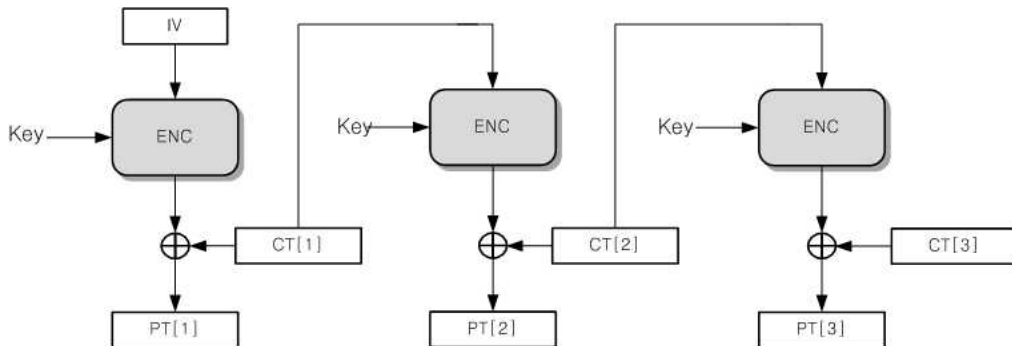 IV
Key
ENC
Key
ENC
Key
ENC
CT[1]
CT[2]
CT[3]
PT[1]
PT[2]
PT[3]